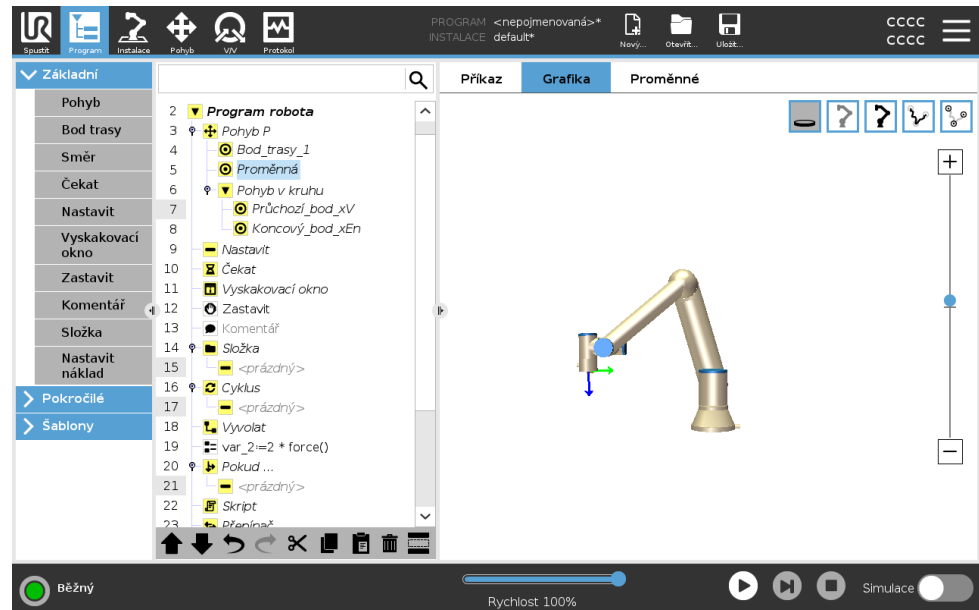 PROGRAM <nepojmenovaná>*
INSTALACE default*
Spustit
Program
Instalace
Pohyb
V/V
Protokol
Nový...
Otevřít...
Uložit...
CCCC
CCCC
Základní
Pohyb
Bod trasy
Směr
Čekat
Nastavit
Vyskakovací
okno
Zastavit
Komentář
Složka
Nastavit
náklad
Pokročilé
Šablony
2 Program robota
3 Pohyb P
4 Bod_trasy_1
5 Proměnná
6 Pohyb v kruhu
7 Průchozí_bod_xV
8 Koncový_bod_xEn
9 Nastavit
10 Čekat
11 Vyskakovací okno
12 Zastavit
13 Komentář
14 Složka
15 <prázdný>
16 Cyklus
17 <prázdný>
18 Vyvolat
19 var_2:=2 * force()
20 Pokud ...
21 <prázdný>
22 Skript
23 Přepínač
Příkaz
Grafika
Proměnné
Běžný
Rychlost 100%
Simulace